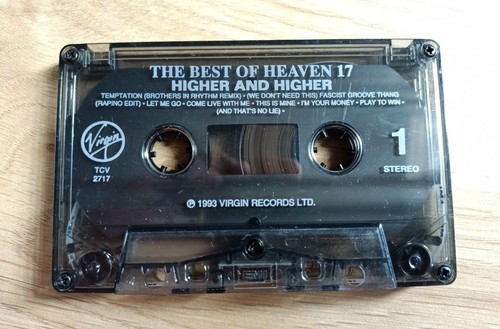 THE BEST OF HEAVEN 17
HIGHER AND HIGHER
TEMPTATION (BROTHERS IN RHYTHM REMIX) • (WE DON'T NEED THIS) FASCIST GROOVE THANG
(RAPINO EDIT) • LET ME GO • COME LIVE WITH ME • THIS IS MINE • I'M YOUR MONEY • PLAY TO WIN •
(AND THAT'S NO LIE) •
Virgin
TCV
2717
1
STEREO
℗ 1993 VIRGIN RECORDS LTD.
EMI